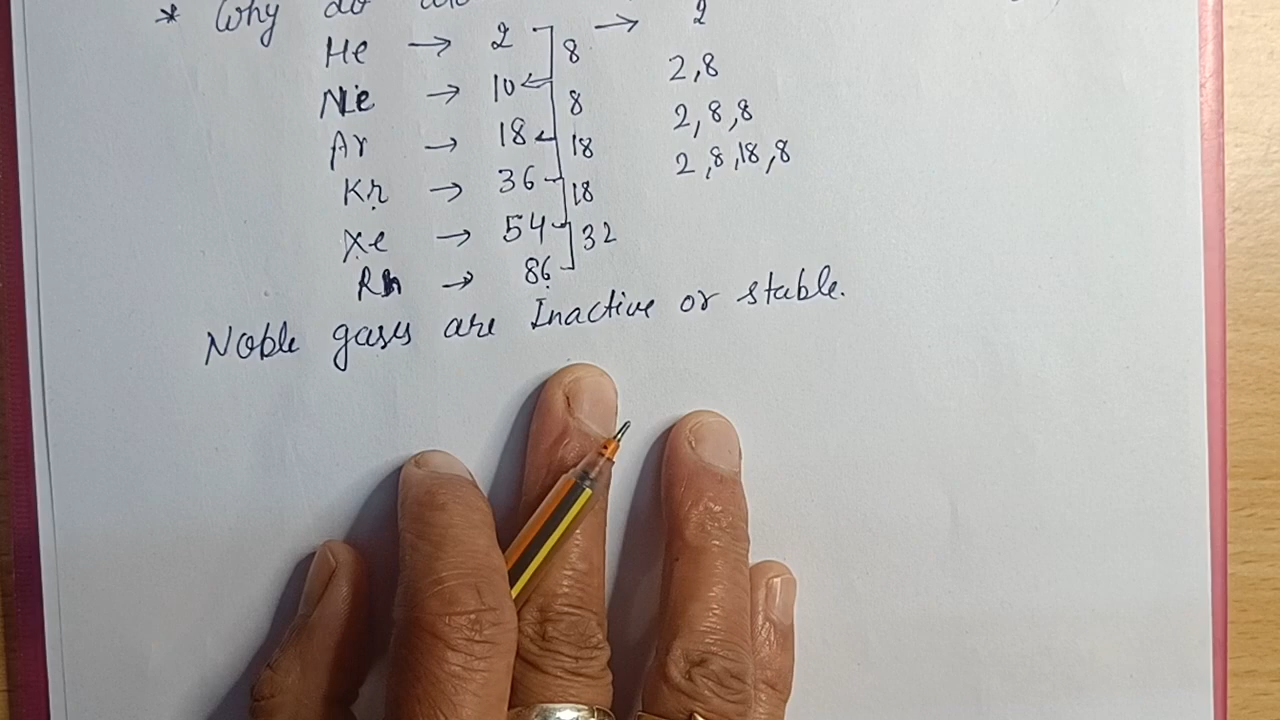 * Why do
He → 2 8 → 2
Ne → 10 8 2,8
Ar → 18 18 2,8,8
Kr → 36 18 2,8,18,8
Xe → 54 32
Rn → 86
Noble gases are Inactive or stable.